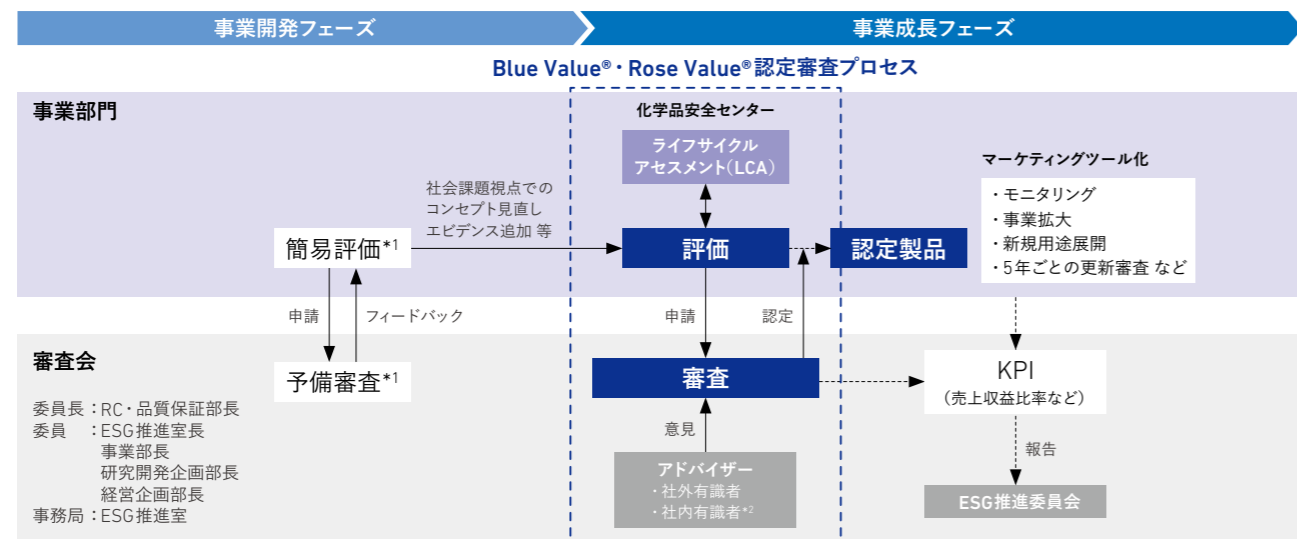 事業開発フェーズ
事業成長フェーズ
Blue Value®・Rose Value®認定審査プロセス
事業部門
化学品安全センター
ライフサイクル
アセスメント(LCA)
マーケティングツール化
・モニタリング
・事業拡大
・新規用途展開
・5年ごとの更新審査 など
社会課題視点での
コンセプト見直し
エビデンス追加 等
簡易評価*1
評価
認定製品
申請
フィードバック
申請
認定
審査会
予備審査*1
審査
KPI
(売上収益比率など)
委員長:RC・品質保証部長
委員 :ESG推進室長
事業部長
研究開発企画部長
経営企画部長
事務局:ESG推進室
意見
アドバイザー
・社外有識者
・社内有識者*2
報告
ESG推進委員会